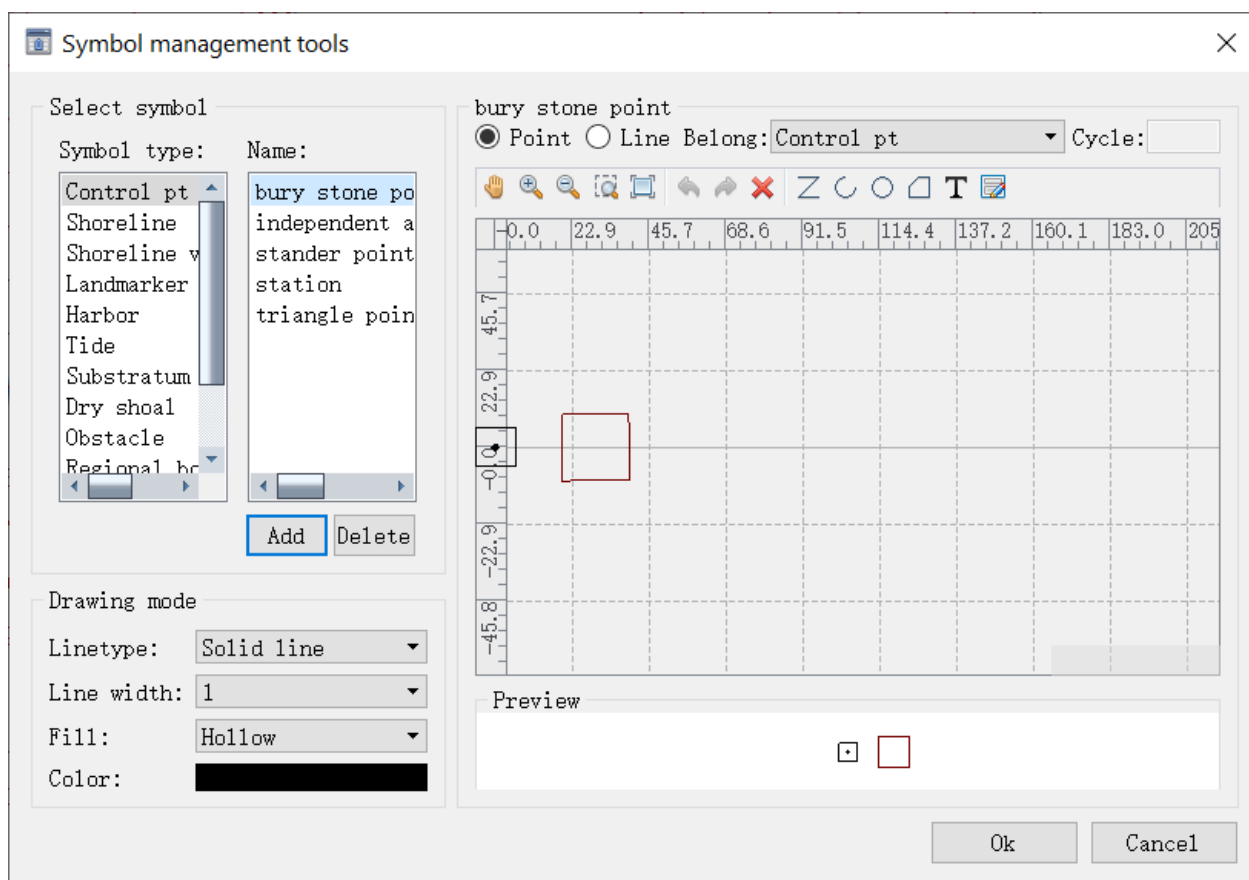 Symbol management tools
Select symbol
Symbol type:
Control pt
Shoreline
Shoreline
Landmarker
Harbor
Tide
Substratum
Dry shoal
Obstacle
Regional
Name:
bury stone po
independent a
stander point
station
triangle poin
Add Delete
Drawing mode
Linetype: Solid line
Line width: 1
Fill: Hollow
Color:
bury stone point
Point Line Belong: Control pt Cycle:
T
-0.0 22.9 45.7 68.6 91.5 114.4 137.2 160.1 183.0 205
45.7
22.9
-0.0
-22.9
-45.8
Preview
Ok Cancel